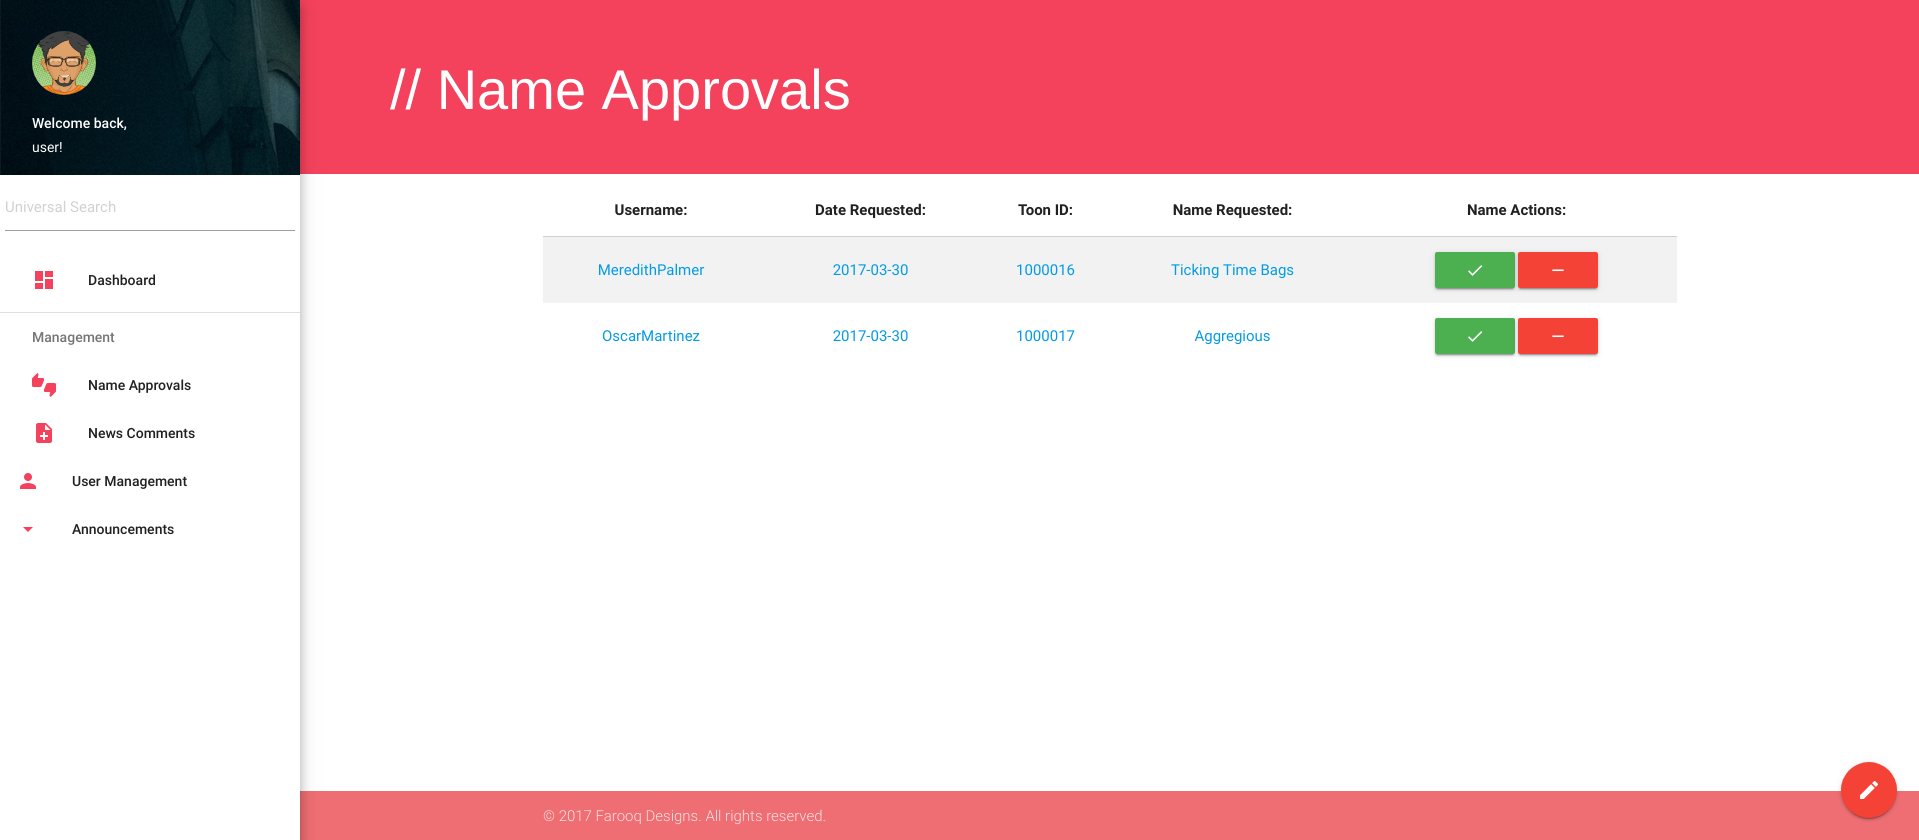 Welcome back,
user!
Universal Search
Dashboard
Management
Name Approvals
News Comments
User Management
Announcements
// Name Approvals
Username: Date Requested: Toon ID: Name Requested: Name Actions:
MeredithPalmer 2017-03-30 1000016 Ticking Time Bags
OscarMartinez 2017-03-30 1000017 Aggregious
© 2017 Farooq Designs. All rights reserved.